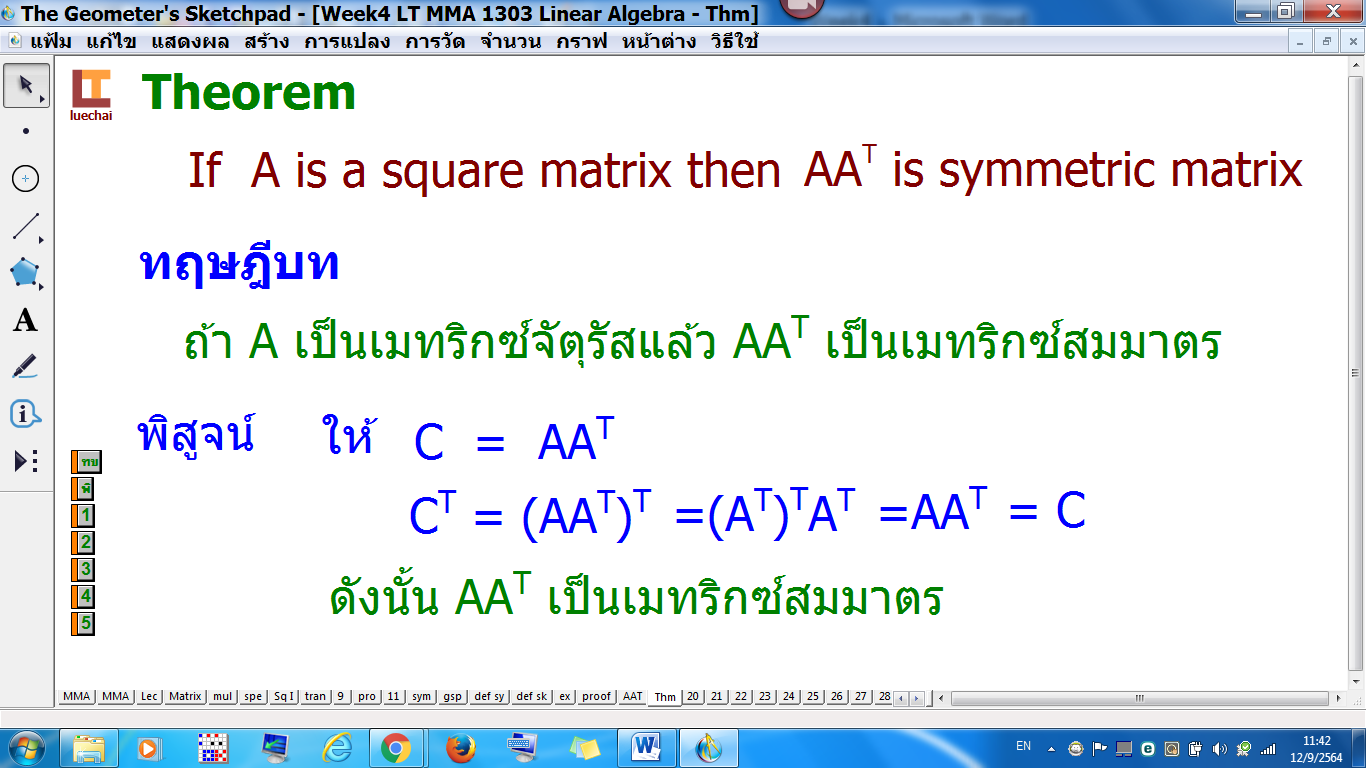 The Geometer's Sketchpad - [Week4 LT MMA 1303 Linear Algebra - Thm]
แฟ้ม แก้ไข แสดงผล สร้าง การแปลง การวัด จำนวน กราฟ หน้าต่าง วิธีใช้
LT
luechai
Theorem
If A is a square matrix then AA^T is symmetric matrix
ทฤษฎีบท
ถ้า A เป็นเมทริกซ์จัตุรัสแล้ว AA^T เป็นเมทริกซ์สมมาตร
พิสูจน์ ให้ C = AA^T
C^T = (AA^T)^T =(A^T)^TA^T =AA^T = C
ดังนั้น AA^T เป็นเมทริกซ์สมมาตร
ทบ
พิ
1
2
3
4
5
A
MMA MMA Lec Matrix mul spe Sq I tran 9 pro 11 sym gsp def sy def sk ex proof AAT Thm 20 21 22 23 24 25 26 27 28
EN 11:42
12/9/2564